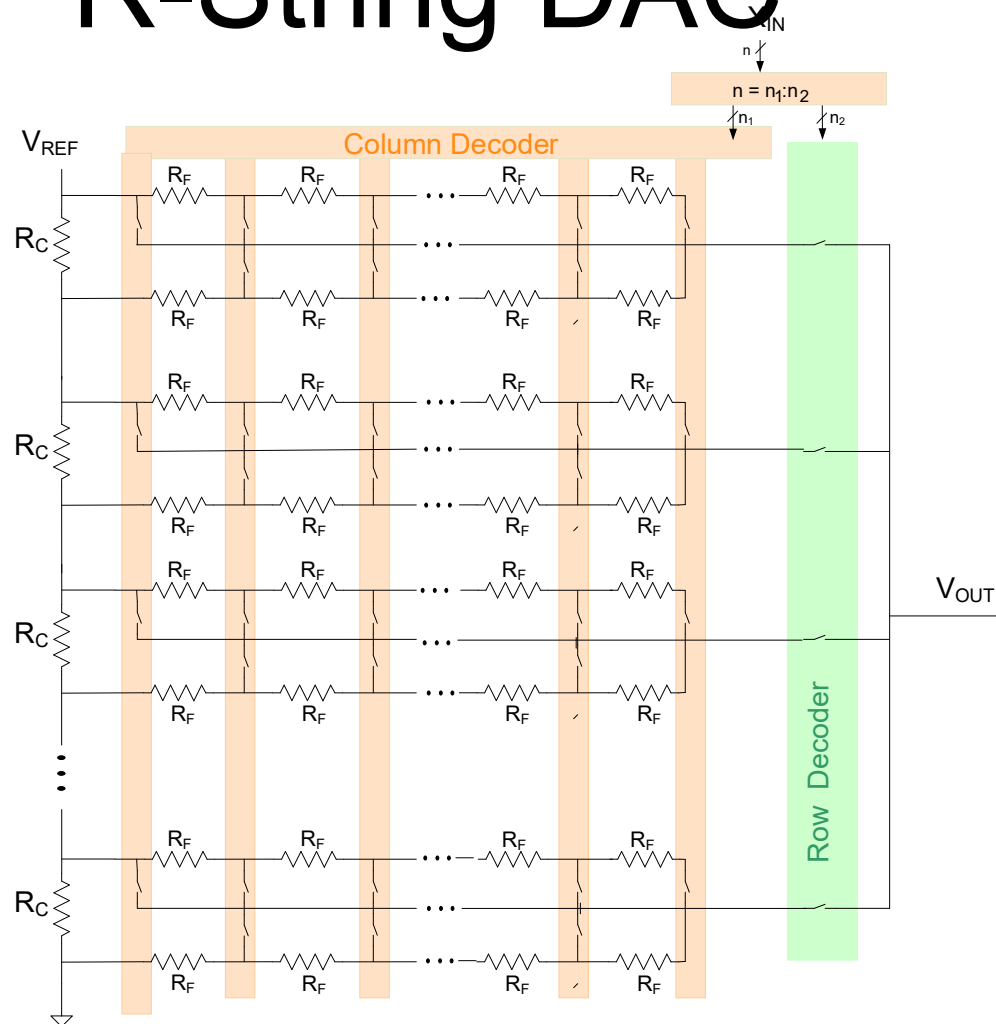 R-String DAC
X_IN
n
n = n1:n2
n1 n2
Column Decoder
V_REF
R_F R_F R_F R_F
R_C
R_F R_F R_F R_F
R_F R_F R_F R_F
R_C
R_F R_F R_F R_F
R_F R_F R_F R_F
V_OUT
R_C
R_F R_F R_F R_F
Row Decoder
R_F R_F R_F R_F
R_C
R_F R_F R_F R_F